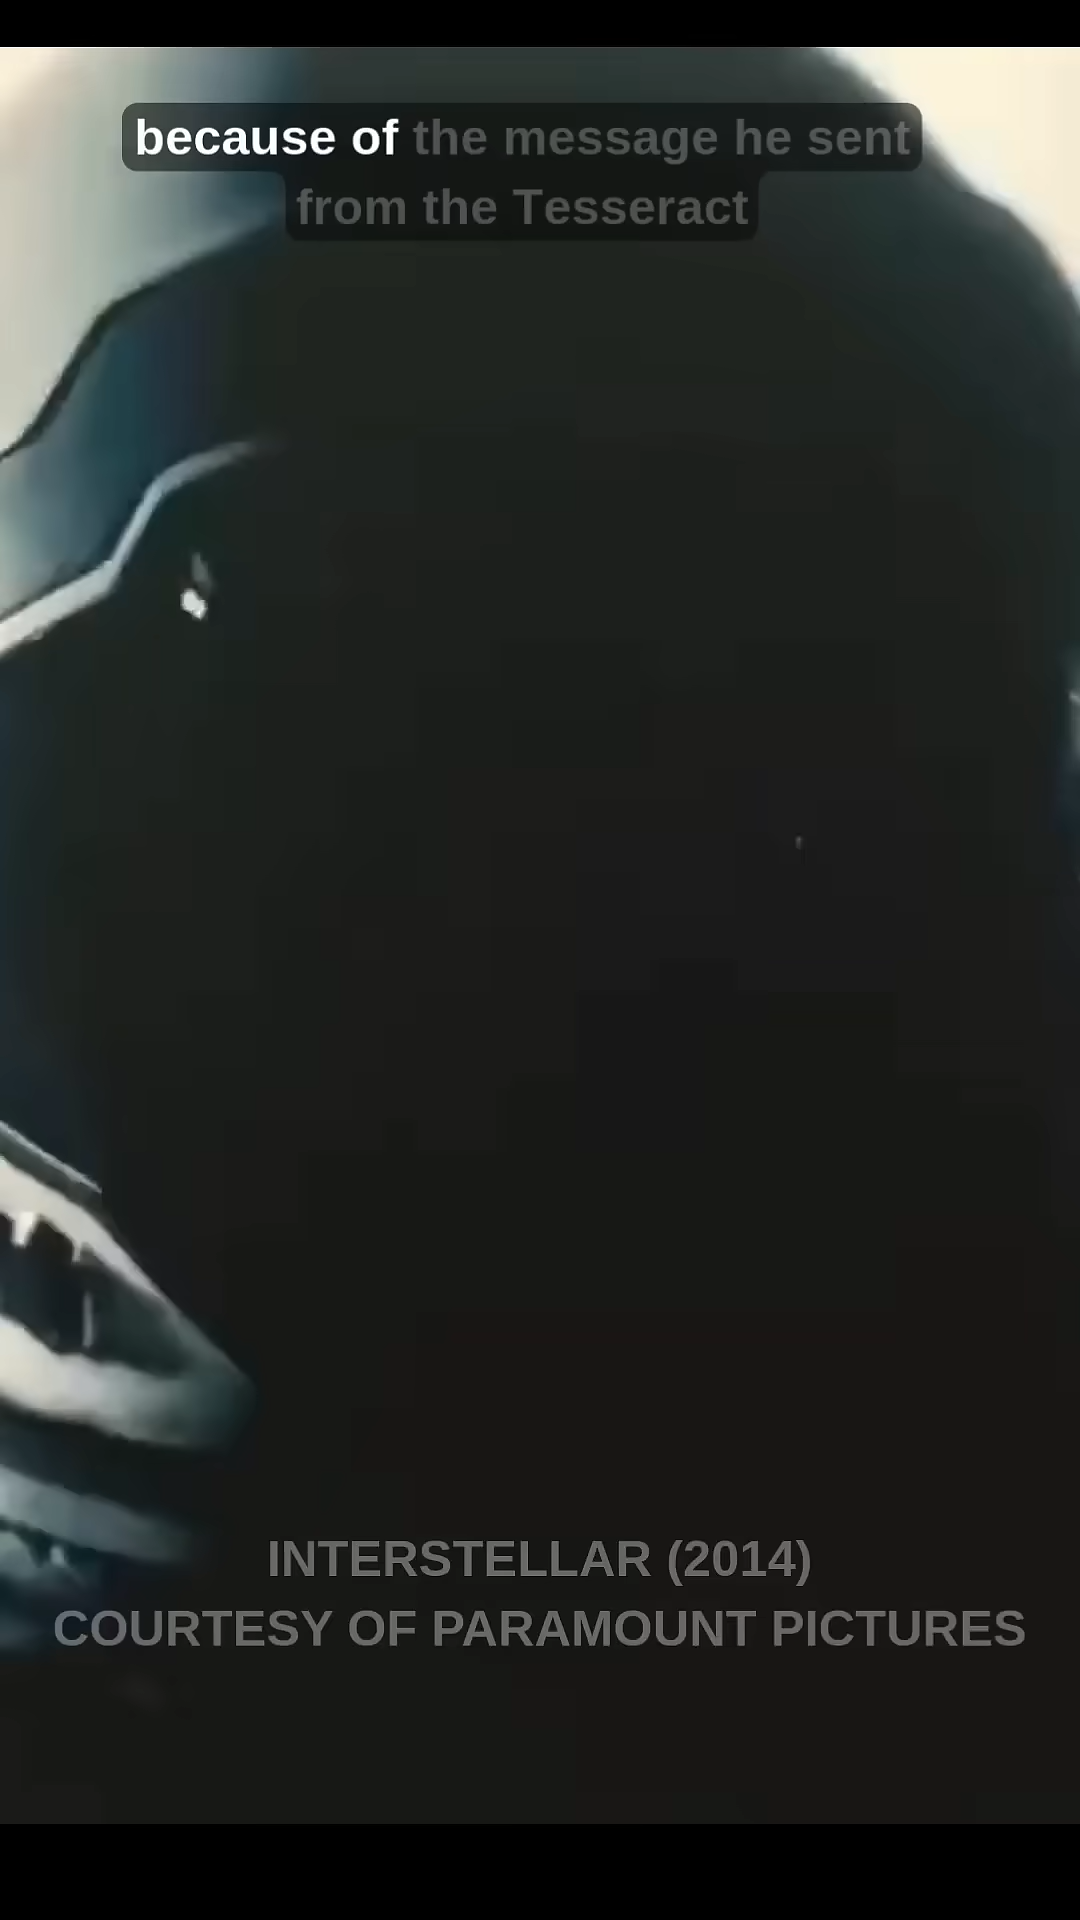 because of the message he sent
from the Tesseract
INTERSTELLAR (2014)
COURTESY OF PARAMOUNT PICTURES